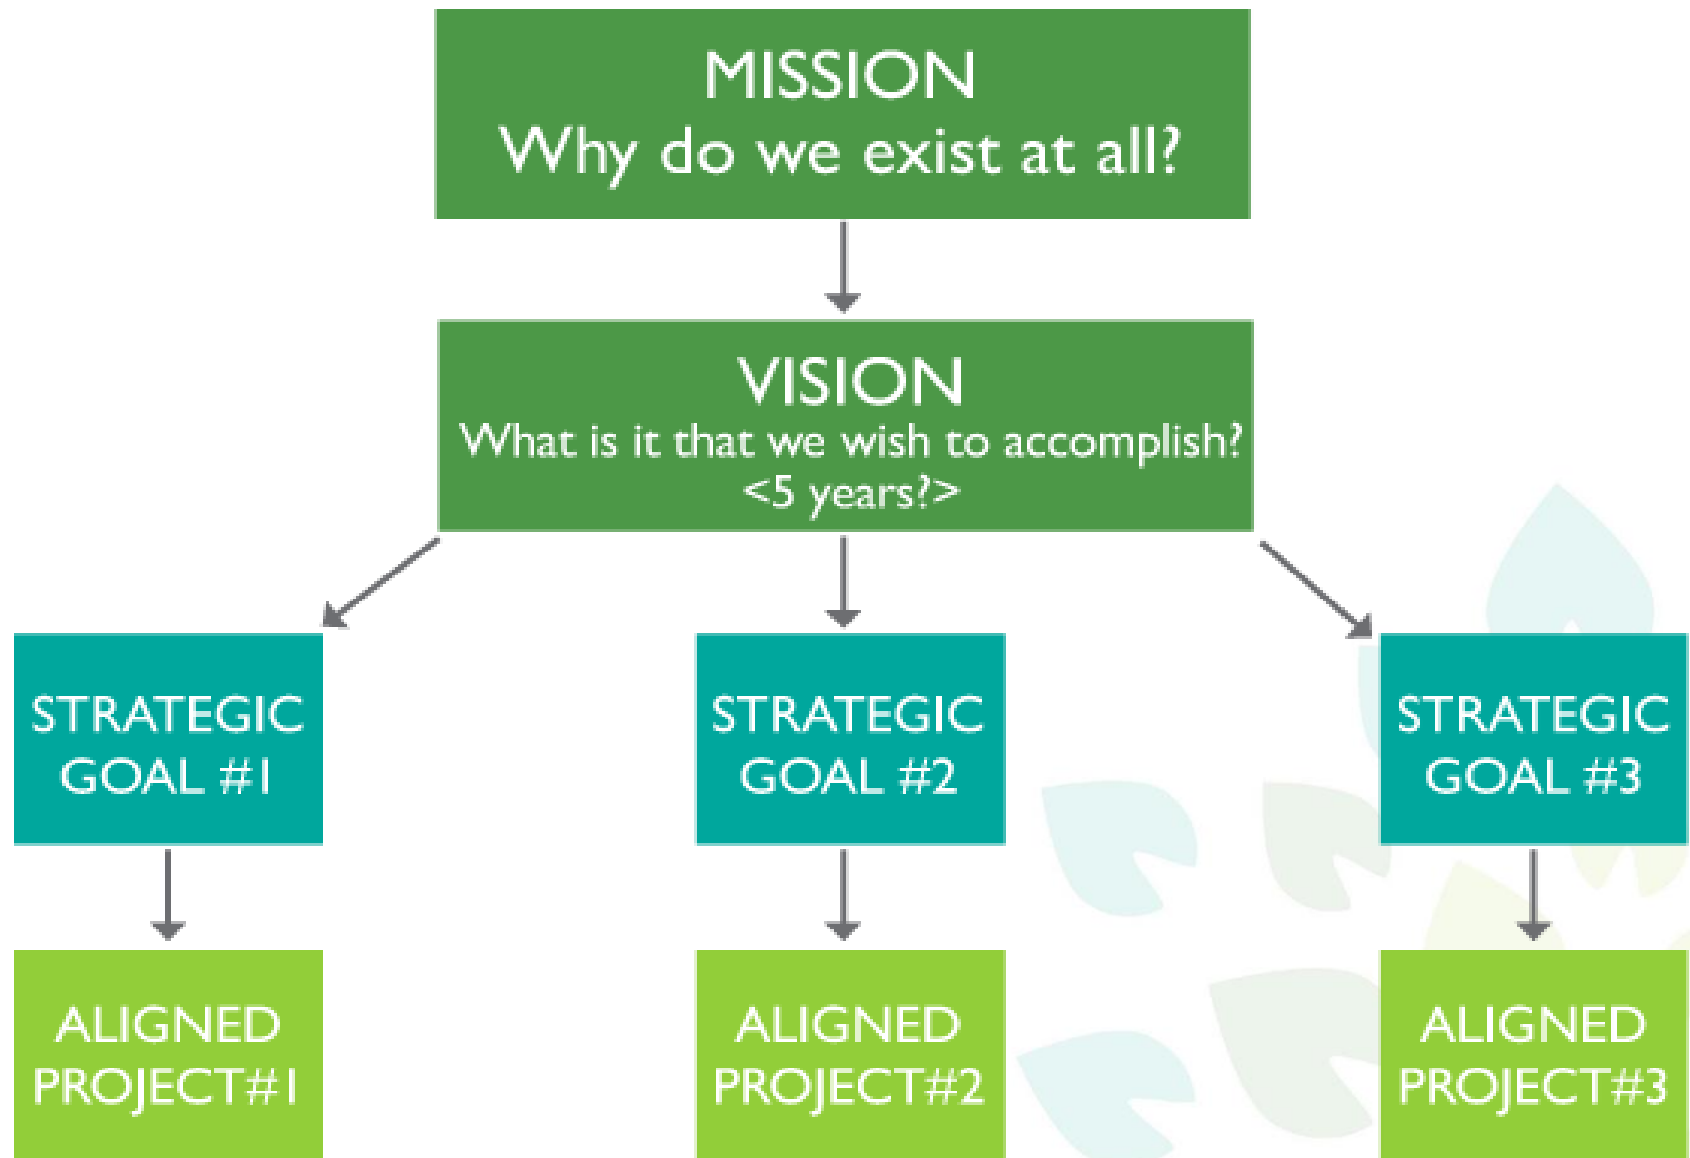 MISSION
Why do we exist at all?
VISION
What is it that we wish to accomplish?
<5 years?>
STRATEGIC
GOAL #1
STRATEGIC
GOAL #2
STRATEGIC
GOAL #3
ALIGNED
PROJECT#1
ALIGNED
PROJECT#2
ALIGNED
PROJECT#3